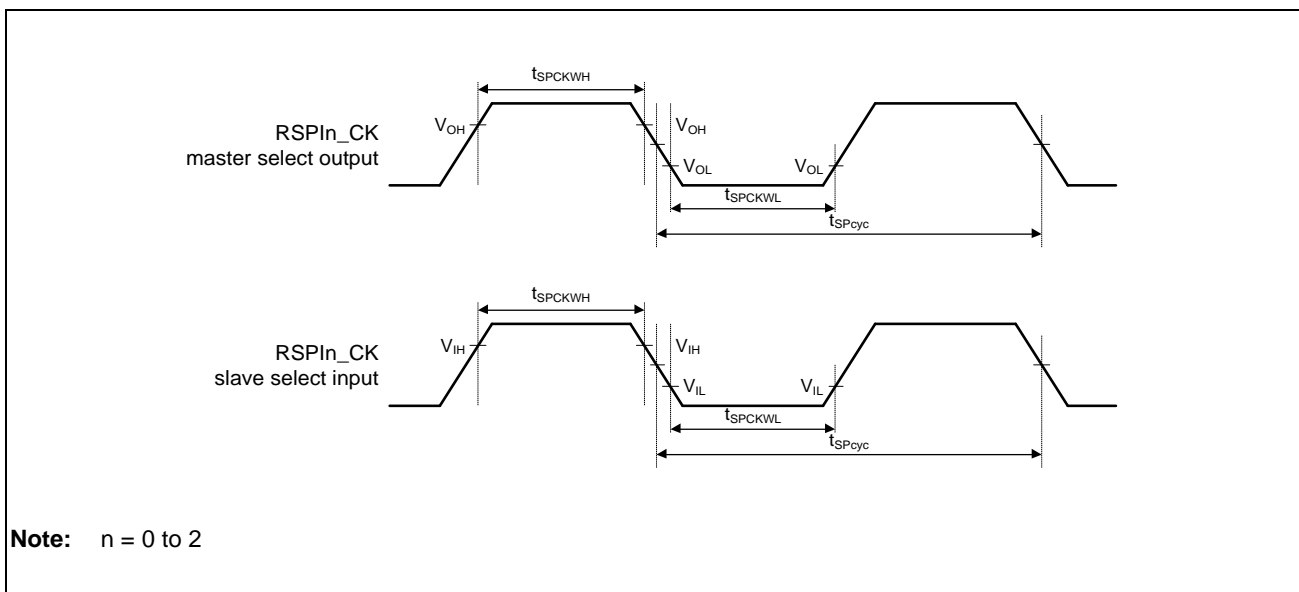 tSPCKWH
RSPIn_CK
master select output
VOH
VOH
VOL
VOL
tSPCKWL
tSPcyc
tSPCKWH
RSPIn_CK
slave select input
VIH
VIH
VIL
VIL
tSPCKWL
tSPcyc
Note: n = 0 to 2